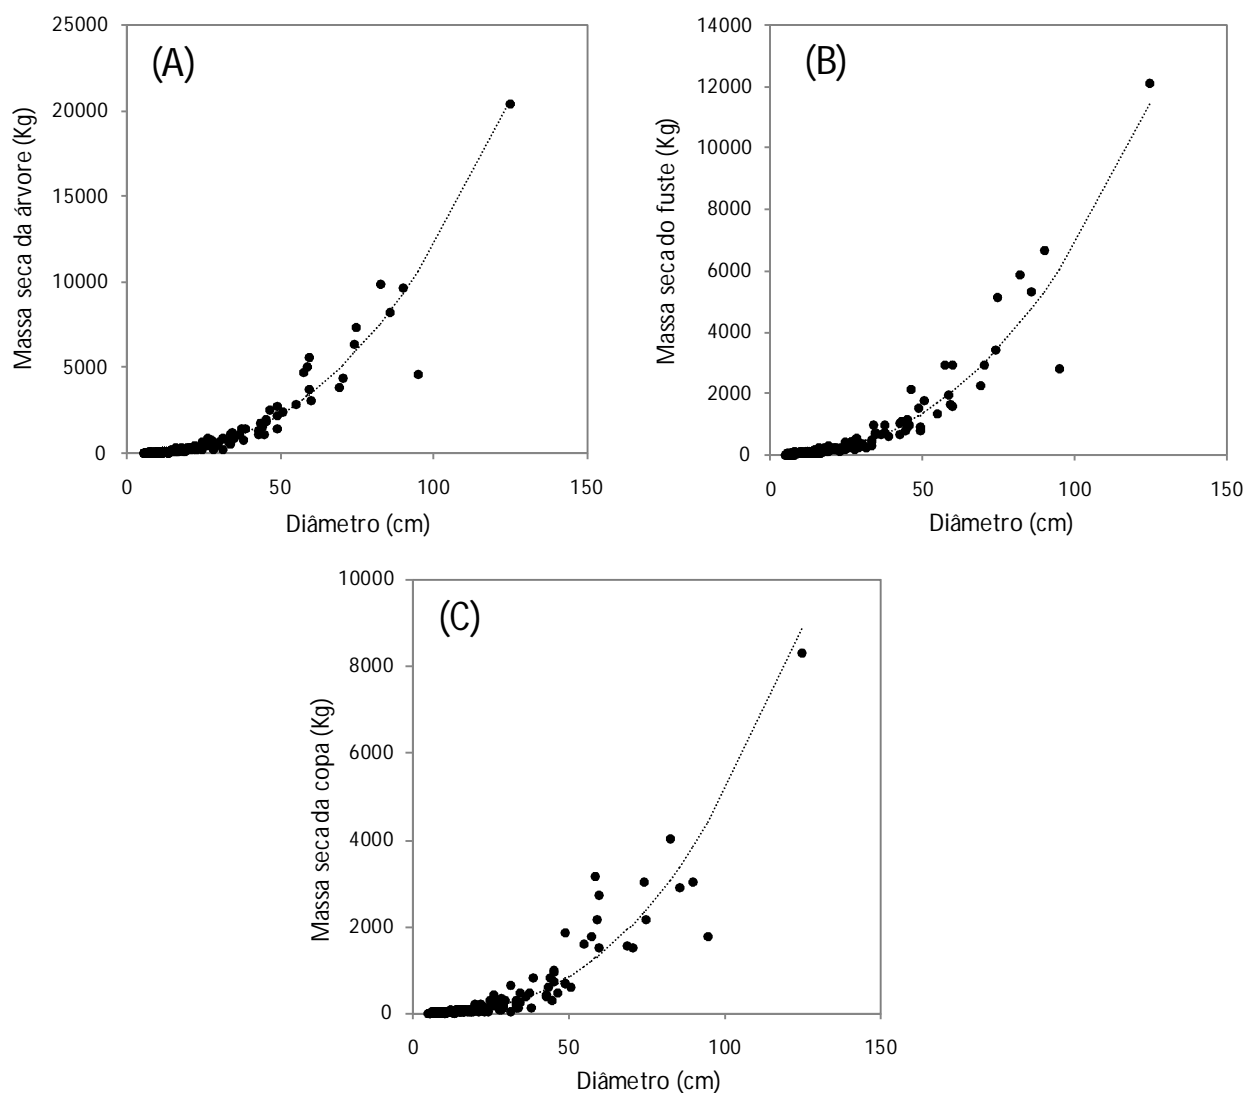 (A)
Massa seca da árvore (Kg)
25000
20000
15000
10000
5000
0
0 50 100 150
Diâmetro (cm)
(B)
Massa seca do fuste (Kg)
14000
12000
10000
8000
6000
4000
2000
0
0 50 100 150
Diâmetro (cm)
(C)
Massa seca da copa (Kg)
10000
8000
6000
4000
2000
0
0 50 100 150
Diâmetro (cm)